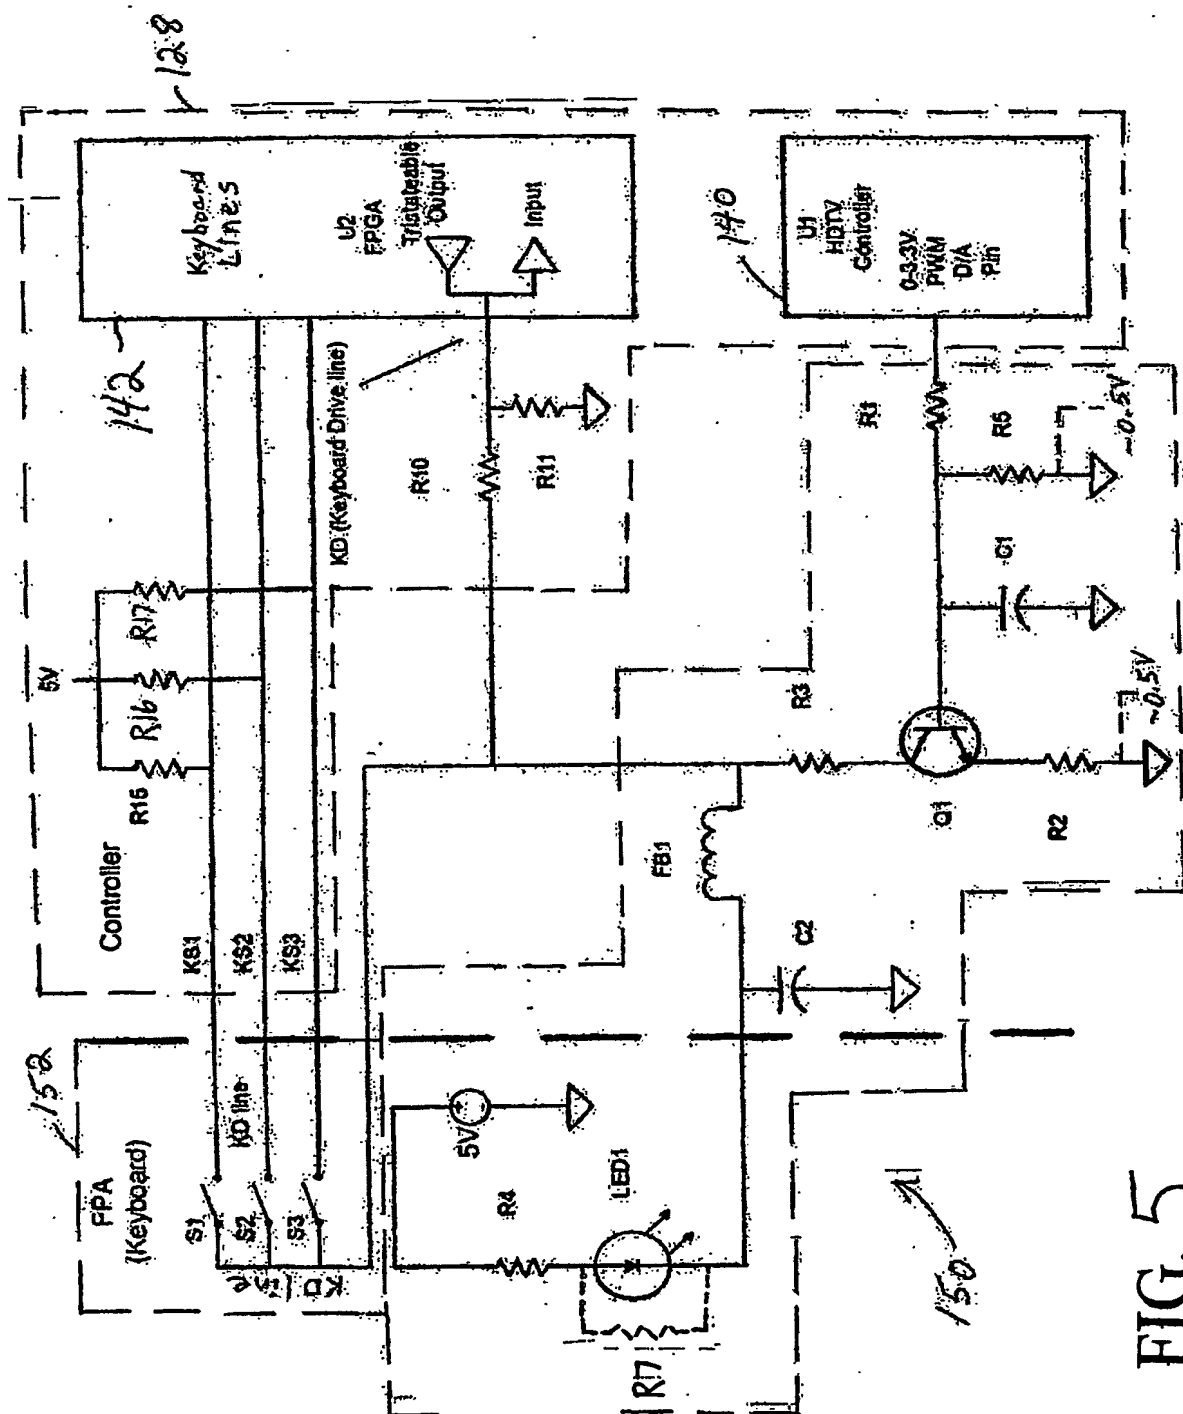 152
FPA
(Keyboard)
S1
S2
S3
KD line
KD line
KS1
KS2
KS3
Controller
5V
R15
R16
R17
142
128
Keyboard
Lines
U2
FPGA
Tristateable
Output
Input
KD (Keyboard Drive line)
R10
R11
5V
R4
LED1
R17
FB1
C2
R3
Q1
R2
~0.5V
C1
R5
~0.5V
R1
140
U1
HDTV
Controller
0-3.3V
PWM
D/A
Pin
150
FIG. 5